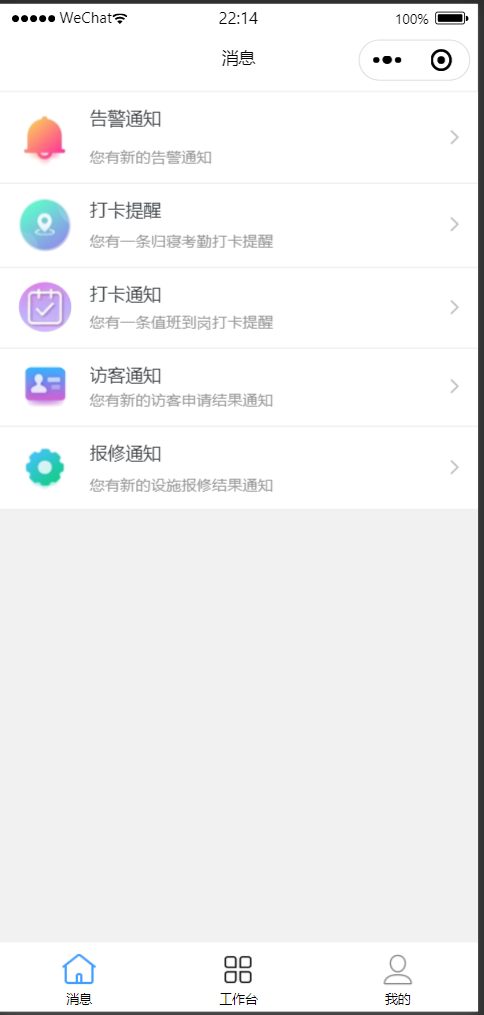 WeChat 22:14 100%
消息
告警通知
您有新的告警通知
打卡提醒
您有一条归寝考勤打卡提醒
打卡通知
您有一条值班到岗打卡提醒
访客通知
您有新的访客申请结果通知
报修通知
您有新的设施报修结果通知
消息 工作台 我的